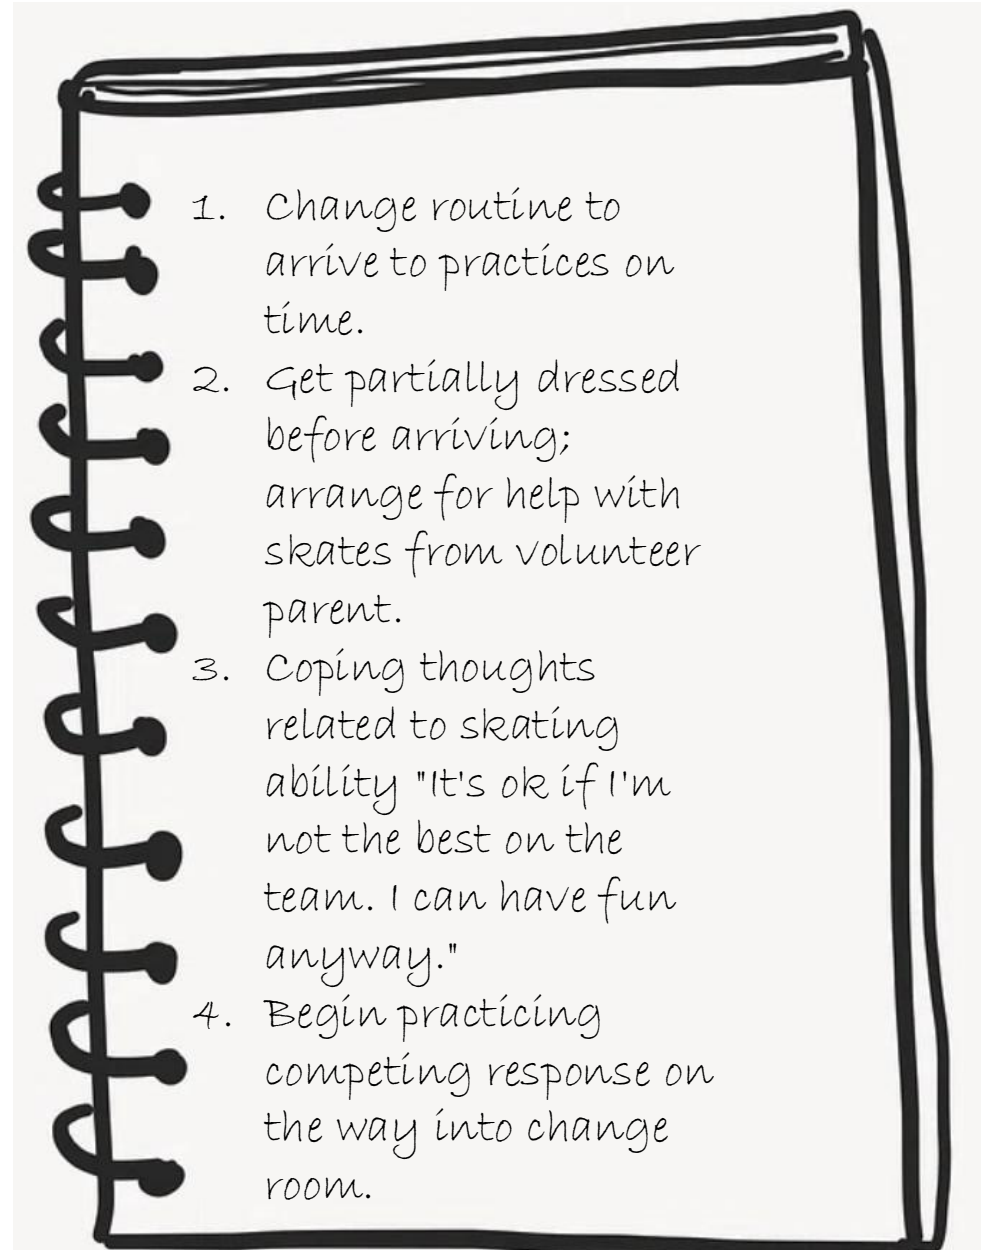 1. Change routine to
arrive to practices on
time.
2. Get partially dressed
before arriving;
arrange for help with
skates from volunteer
parent.
3. Coping thoughts
related to skating
ability "It's ok if I'm
not the best on the
team. I can have fun
anyway."
4. Begin practicing
competing response on
the way into change
room.